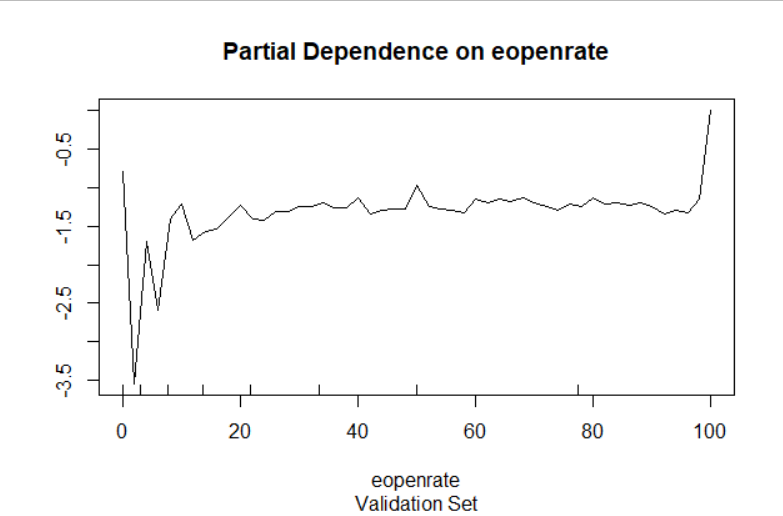 Partial Dependence on eopenrate
-0.5
-1.5
-2.5
-3.5
0 20 40 60 80 100
eopenrate
Validation Set